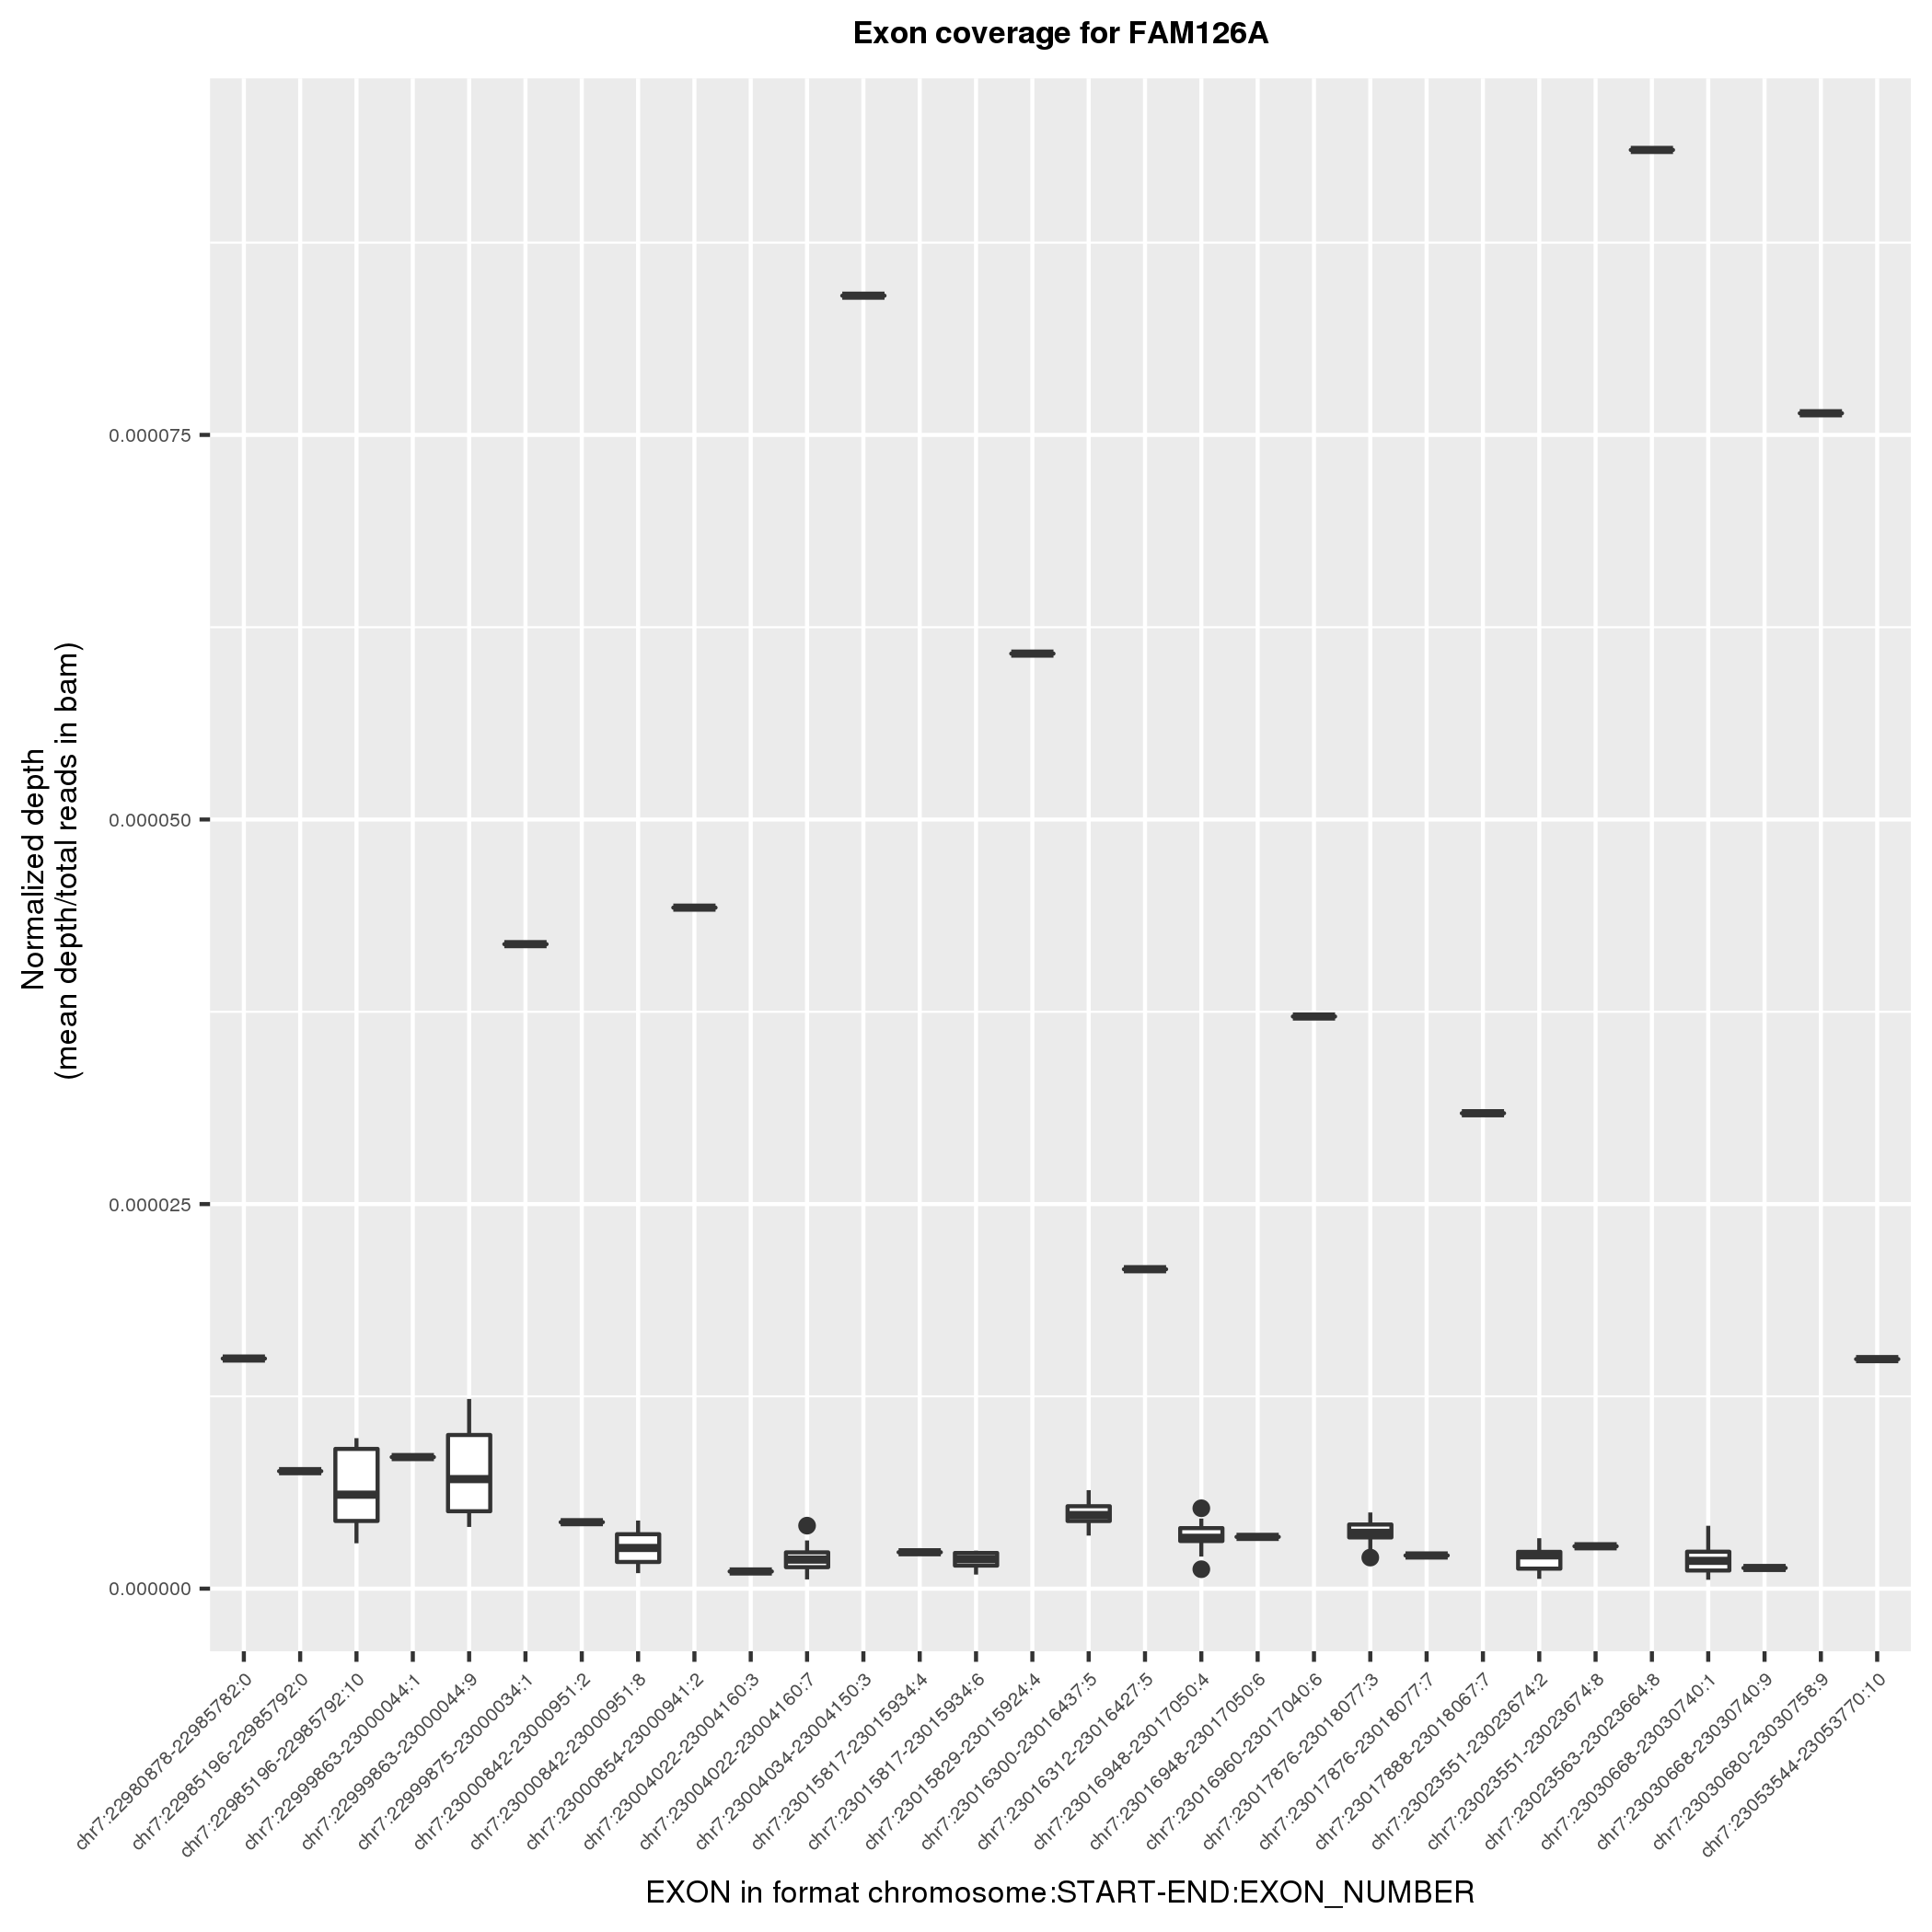 Exon coverage for FAM126A
Normalized depth
(mean depth/total reads in bam)
0.000075
0.000050
0.000025
0.000000
chr7:22980878-22985782:0
chr7:22985196-22985792:0
chr7:22985196-22985792:10
chr7:22999863-23000044:1
chr7:22999863-23000044:9
chr7:22999875-23000034:1
chr7:23000842-23000951:2
chr7:23000842-23000951:8
chr7:23000854-23000941:2
chr7:23004022-23004160:3
chr7:23004022-23004160:7
chr7:23004034-23004150:3
chr7:23015817-23015934:4
chr7:23015817-23015934:6
chr7:23015829-23015924:4
chr7:23016300-23016437:5
chr7:23016312-23016427:5
chr7:23016948-23017050:4
chr7:23016948-23017050:6
chr7:23016960-23017040:6
chr7:23017876-23018077:3
chr7:23017876-23018077:7
chr7:23017888-23018067:7
chr7:23023551-23023674:2
chr7:23023551-23023674:8
chr7:23023563-23023664:8
chr7:23030668-23030740:1
chr7:23030668-23030740:9
chr7:23030680-23030758:9
chr7:23053544-23053770:10
EXON in format chromosome:START-END:EXON_NUMBER